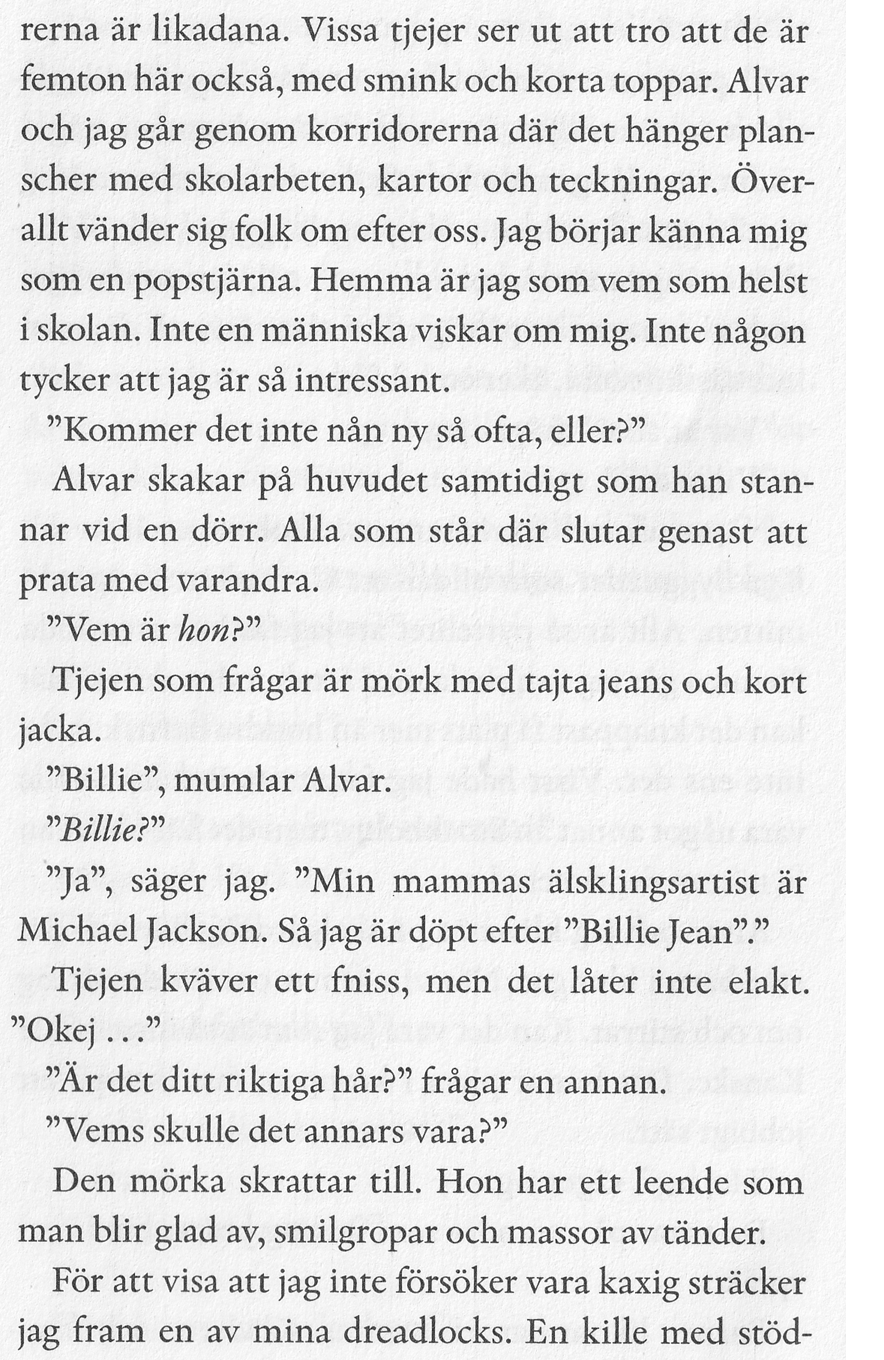 rerna är likadana. Vissa tjejer ser ut att tro att de är
femton här också, med smink och korta toppar. Alvar
och jag går genom korridorerna där det hänger plan-
scher med skolarbeten, kartor och teckningar. Över-
allt vänder sig folk om efter oss. Jag börjar känna mig
som en popstjärna. Hemma är jag som vem som helst
i skolan. Inte en människa viskar om mig. Inte någon
tycker att jag är så intressant.
”Kommer det inte nån ny så ofta, eller?”
Alvar skakar på huvudet samtidigt som han stan-
nar vid en dörr. Alla som står där slutar genast att
prata med varandra.
”Vem är hon?”
Tjejen som frågar är mörk med tajta jeans och kort
jacka.
”Billie”, mumlar Alvar.
”Billie?”
”Ja”, säger jag. ”Min mammas älsklingsartist är
Michael Jackson. Så jag är döpt efter ”Billie Jean”.”
Tjejen kväver ett fniss, men det låter inte elakt.
”Okej . . .”
”Är det ditt riktiga hår?” frågar en annan.
”Vems skulle det annars vara?”
Den mörka skrattar till. Hon har ett leende som
man blir glad av, smilgropar och massor av tänder.
För att visa att jag inte försöker vara kaxig sträcker
jag fram en av mina dreadlocks. En kille med stöd-